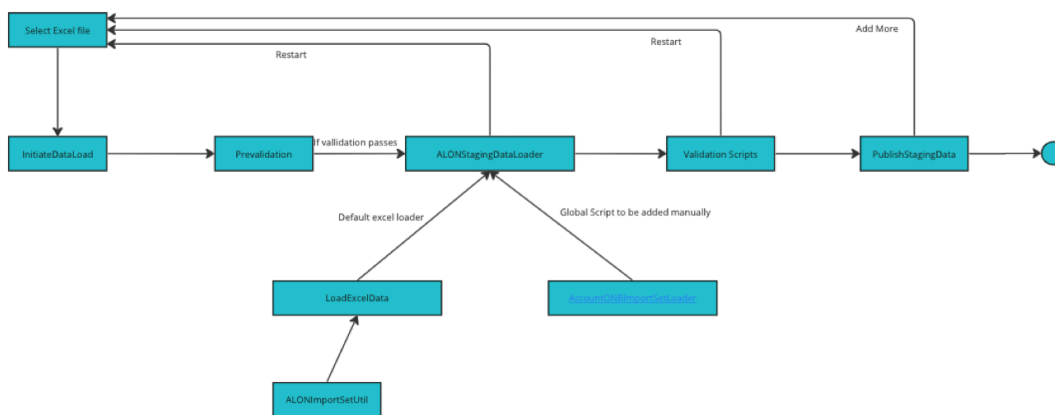 Select Excel file
Add More
Restart
Restart
InitiateDataLoad
Prevalidation
If vallidation passes
ALONStagingDataLoader
Validation Scripts
PublishStagingData
Default excel loader
Global Script to be added manually
LoadExcelData
AccountONBImportSetLoader
ALONImportSetUtil